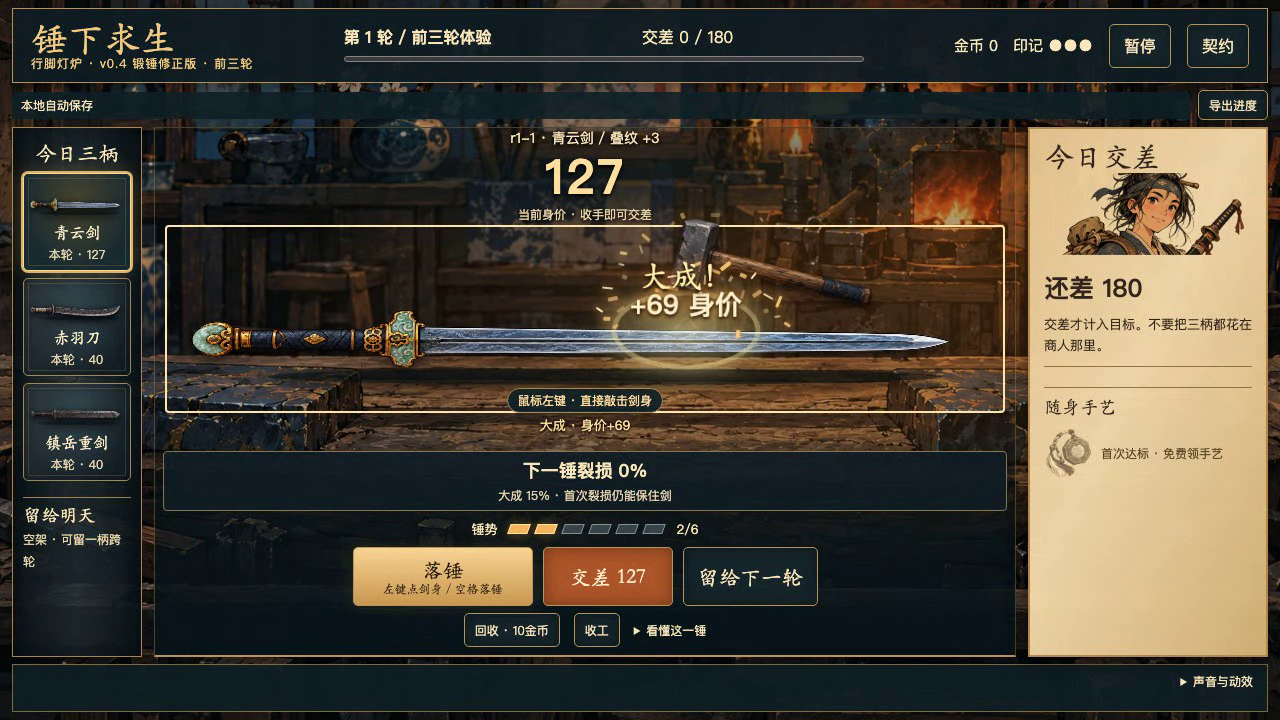 锤下求生
行脚灯炉 · v0.4 锻锤修正版 · 前三轮
第 1 轮 / 前三轮体验
交差 0 / 180
金币 0 印记
暂停
契约
本地自动保存
导出进度
今日三柄
青云剑
本轮 · 127
赤羽刀
本轮 · 40
镇岳重剑
本轮 · 40
留给明天
空架 · 可留一柄跨
轮
r1-1 · 青云剑 / 叠纹 +3
127
当前身价 · 收手即可交差
大成!
+69 身价
鼠标左键 · 直接敲击剑身
大成 · 身价+69
下一锤裂损 0%
大成 15% · 首次裂损仍能保住剑
锤势 2/6
落锤
左键点剑身 / 空格落锤
交差 127
留给下一轮
回收 · 10金币
收工
看懂这一锤
今日交差
还差 180
交差才计入目标。不要把三柄都花在
商人那里。
随身手艺
首次达标 · 免费领手艺
声音与动效